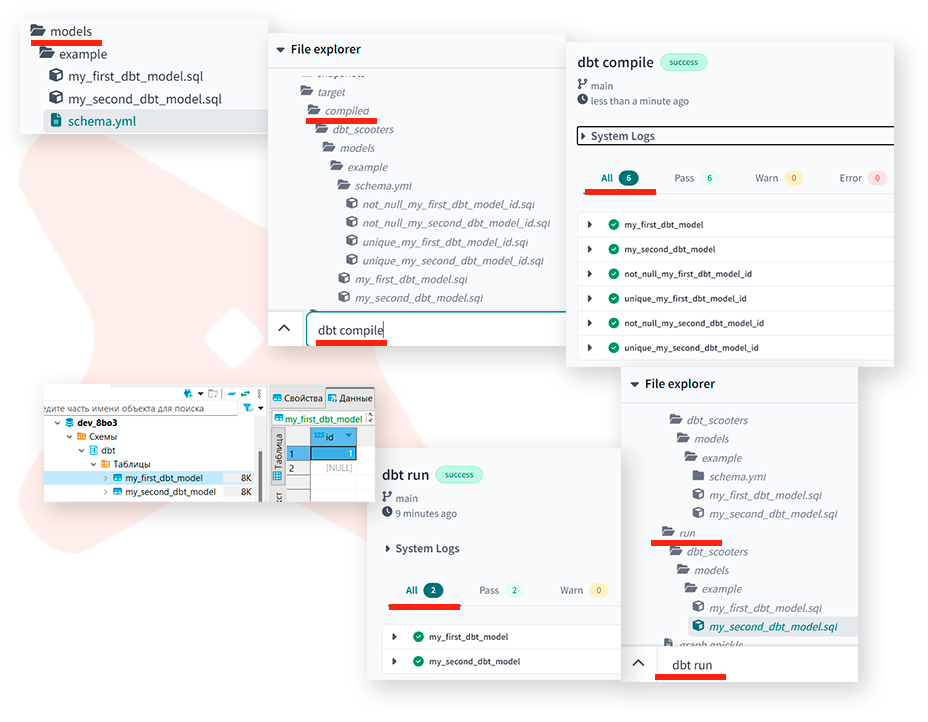 models
example
my_first_dbt_model.sql
my_second_dbt_model.sql
schema.yml
File explorer
snapshots
target
compiled
dbt_scooters
models
example
schema.yml
not_null_my_first_dbt_model_id.sql
not_null_my_second_dbt_model_id.sql
unique_my_first_dbt_model_id.sql
unique_my_second_dbt_model_id.sql
my_first_dbt_model.sql
my_second_dbt_model.sql
dbt compile
dbt compile success
main
less than a minute ago
System Logs
All 6 Pass 6 Warn 0 Error 0
my_first_dbt_model
my_second_dbt_model
not_null_my_first_dbt_model_id
unique_my_first_dbt_model_id
not_null_my_second_dbt_model_id
unique_my_second_dbt_model_id
едите часть имени объекта для поиска
dev_8bo3
Схемы
dbt
Таблицы
my_first_dbt_model 8K
my_second_dbt_model 8K
Свойства Данные
my_first_dbt_model
Таблица
123 id
1 1
2 [NULL]
dbt run success
main
9 minutes ago
System Logs
All 2 Pass 2 Warn 0
my_first_dbt_model
my_second_dbt_model
File explorer
dbt_scooters
models
example
schema.yml
my_first_dbt_model.sql
my_second_dbt_model.sql
run
dbt_scooters
models
example
my_first_dbt_model.sql
my_second_dbt_model.sql
graph.gpickle
dbt run